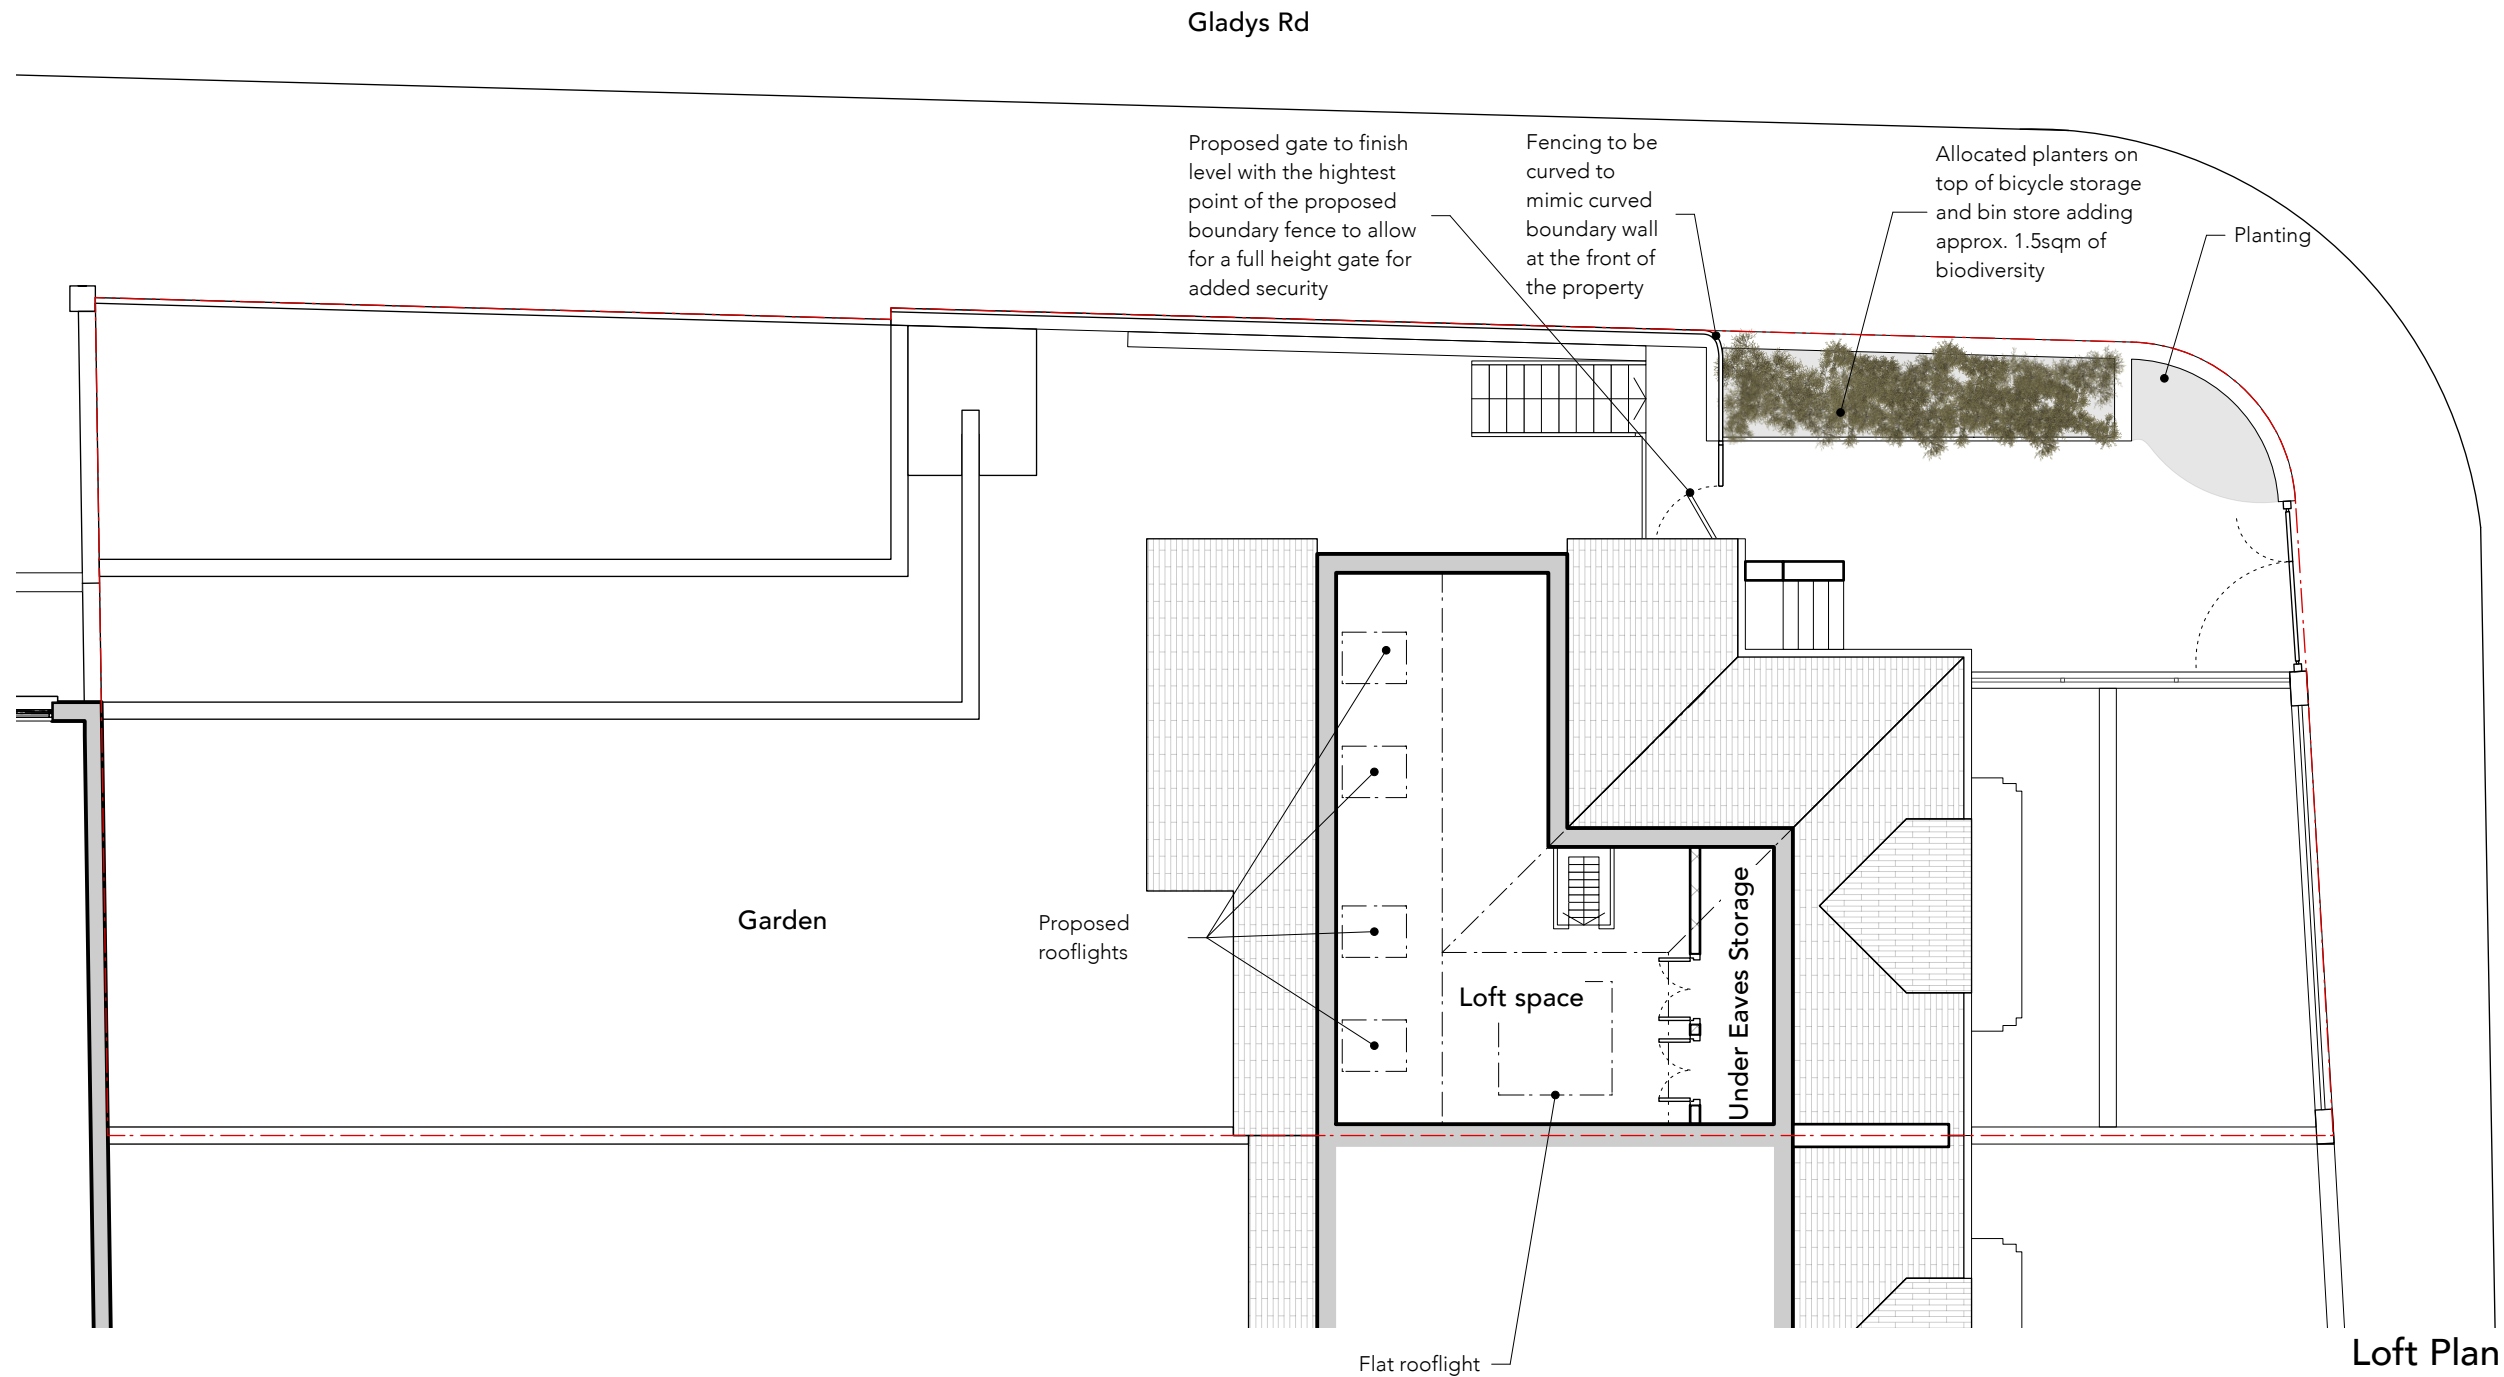 Gladys Rd
Proposed gate to finish
level with the hightest
point of the proposed
boundary fence to allow
for a full height gate for
added security
Fencing to be
curved to
mimic curved
boundary wall
at the front of
the property
Allocated planters on
top of bicycle storage
and bin store adding
approx. 1.5sqm of
biodiversity
Planting
Garden
Proposed
rooflights
Loft space
Under Eaves Storage
Flat rooflight
Loft Plan